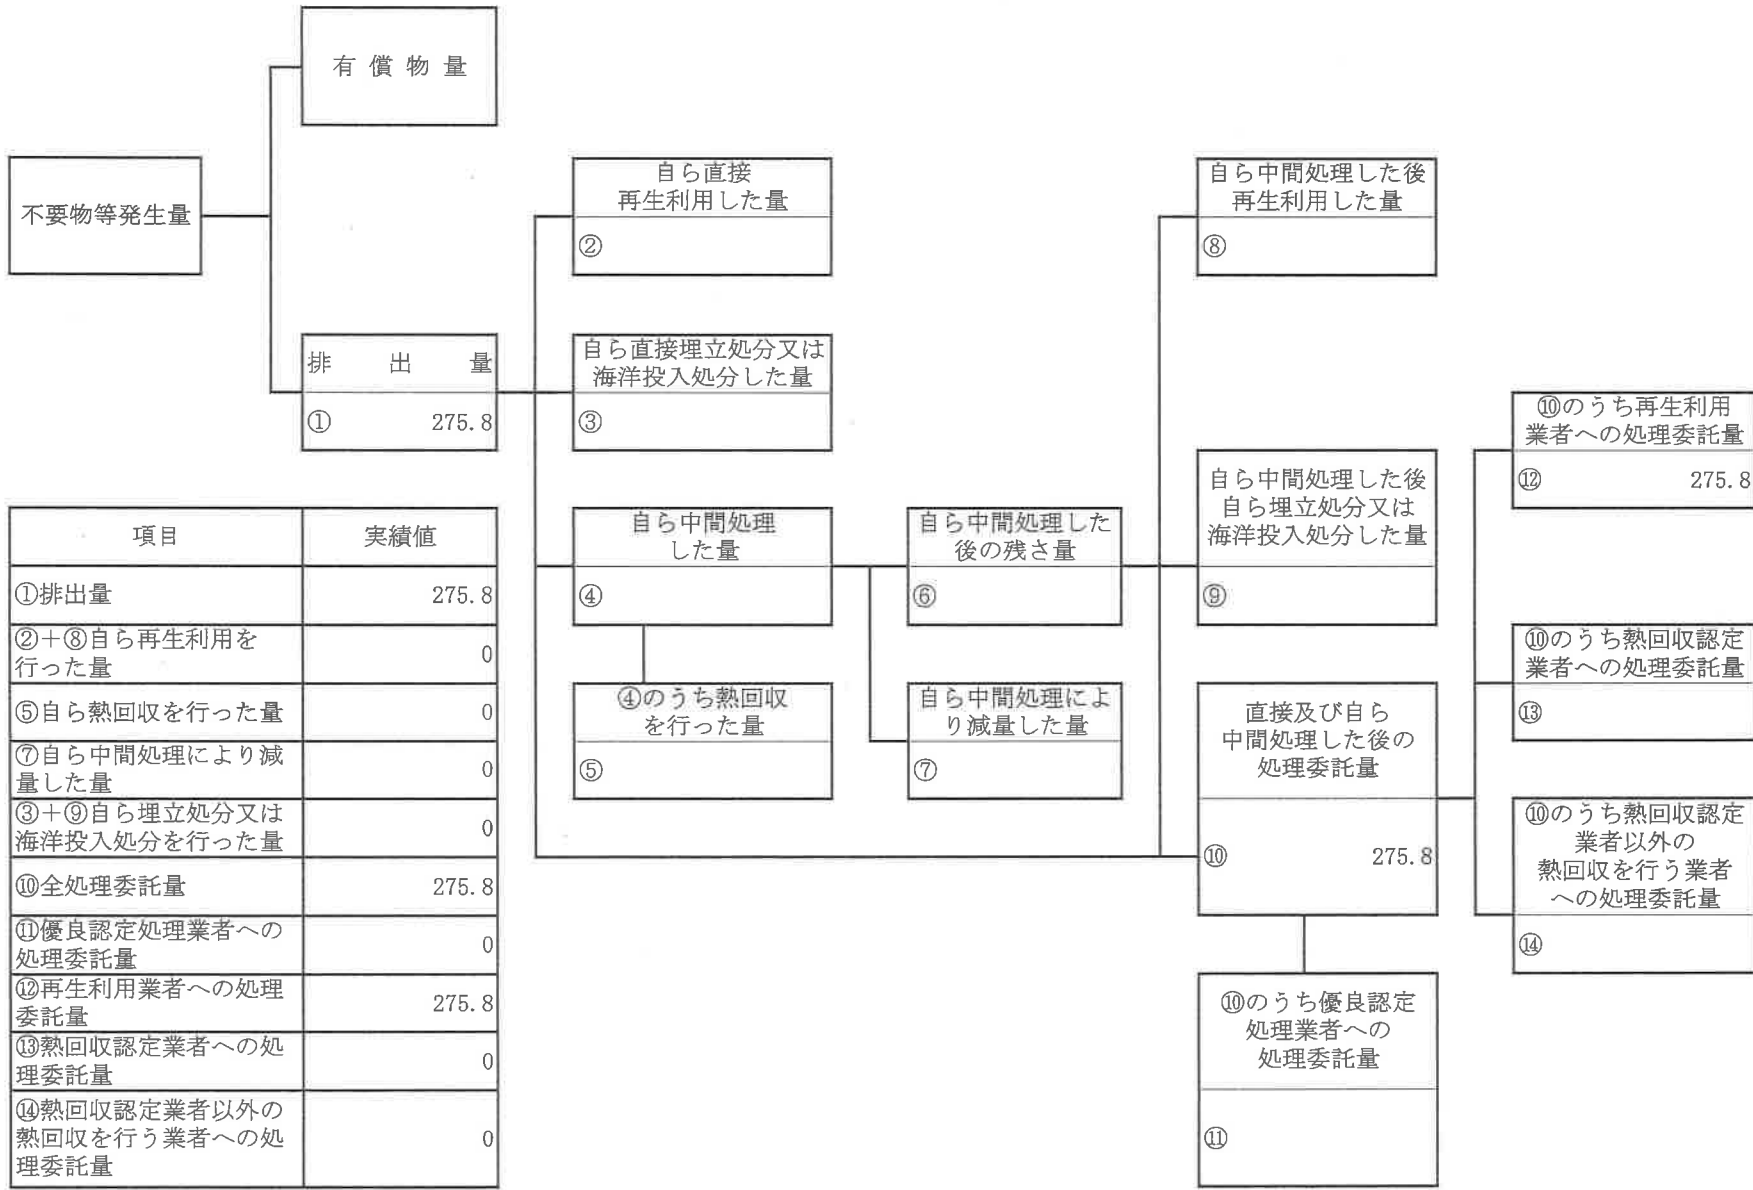 有償物量
不要物等発生量
排出量
① 275.8
自ら直接
再生利用した量
②
自ら直接埋立処分又は
海洋投入処分した量
③
自ら中間処理
した量
④
④のうち熱回収
を行った量
⑤
自ら中間処理した
後の残さ量
⑥
自ら中間処理によ
り減量した量
⑦
自ら中間処理した後
再生利用した量
⑧
自ら中間処理した後
自ら埋立処分又は
海洋投入処分した量
⑨
直接及び自ら
中間処理した後の
処理委託量
⑩ 275.8
⑩のうち優良認定
処理業者への
処理委託量
⑪
⑩のうち再生利用
業者への処理委託量
⑫ 275.8
⑩のうち熱回収認定
業者への処理委託量
⑬
⑩のうち熱回収認定
業者以外の
熱回収を行う業者
への処理委託量
⑭
項目 実績値
①排出量 275.8
②＋⑧自ら再生利用を
行った量 0
⑤自ら熱回収を行った量 0
⑦自ら中間処理により減
量した量 0
③＋⑨自ら埋立処分又は
海洋投入処分を行った量 0
⑩全処理委託量 275.8
⑪優良認定処理業者への
処理委託量 0
⑫再生利用業者への処理
委託量 275.8
⑬熱回収認定業者への処
理委託量 0
⑭熱回収認定業者以外の
熱回収を行う業者への処
理委託量 0